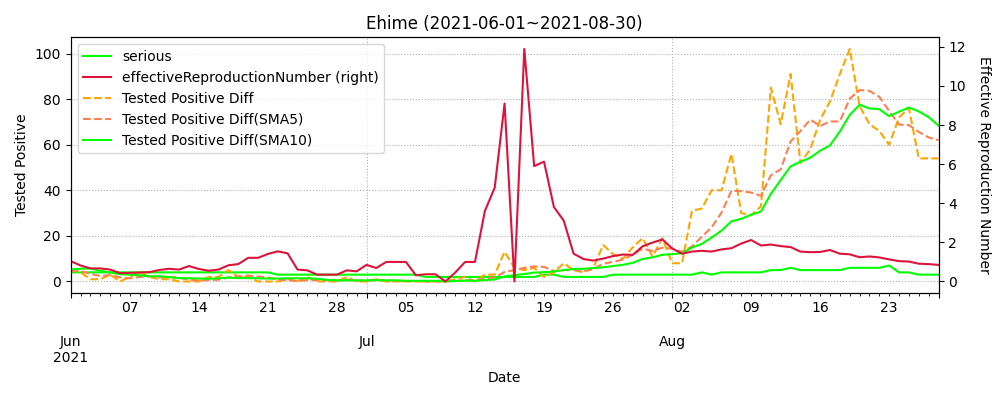 Ehime (2021-06-01~2021-08-30)
serious
effectiveReproductionNumber (right)
Tested Positive Diff
Tested Positive Diff(SMA5)
Tested Positive Diff(SMA10)
Tested Positive
100
80
60
40
20
0
12
10
8
6
4
2
0
Effective Reproduction Number
07
14
21
28
05
12
19
26
02
09
16
23
Jun
2021
Jul
Aug
Date